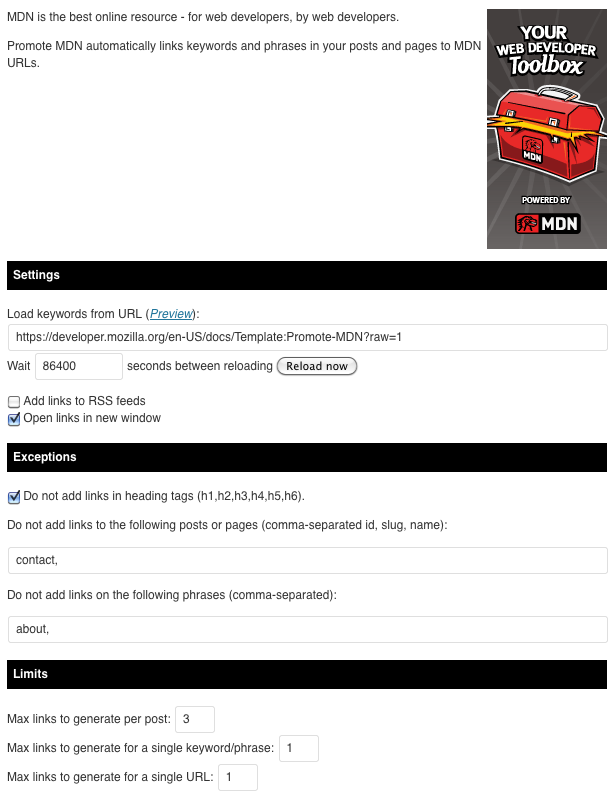 MDN is the best online resource - for web developers, by web developers.
Promote MDN automatically links keywords and phrases in your posts and pages to MDN
URLs.
YOUR
WEB DEVELOPER
Toolbox
MDN
POWERED BY
MDN
Settings
Load keywords from URL (Preview):
https://developer.mozilla.org/en-US/docs/Template:Promote-MDN?raw=1
Wait 86400 seconds between reloading Reload now
Add links to RSS feeds
Open links in new window
Exceptions
Do not add links in heading tags (h1,h2,h3,h4,h5,h6).
Do not add links to the following posts or pages (comma-separated id, slug, name):
contact,
Do not add links on the following phrases (comma-separated):
about,
Limits
Max links to generate per post: 3
Max links to generate for a single keyword/phrase: 1
Max links to generate for a single URL: 1